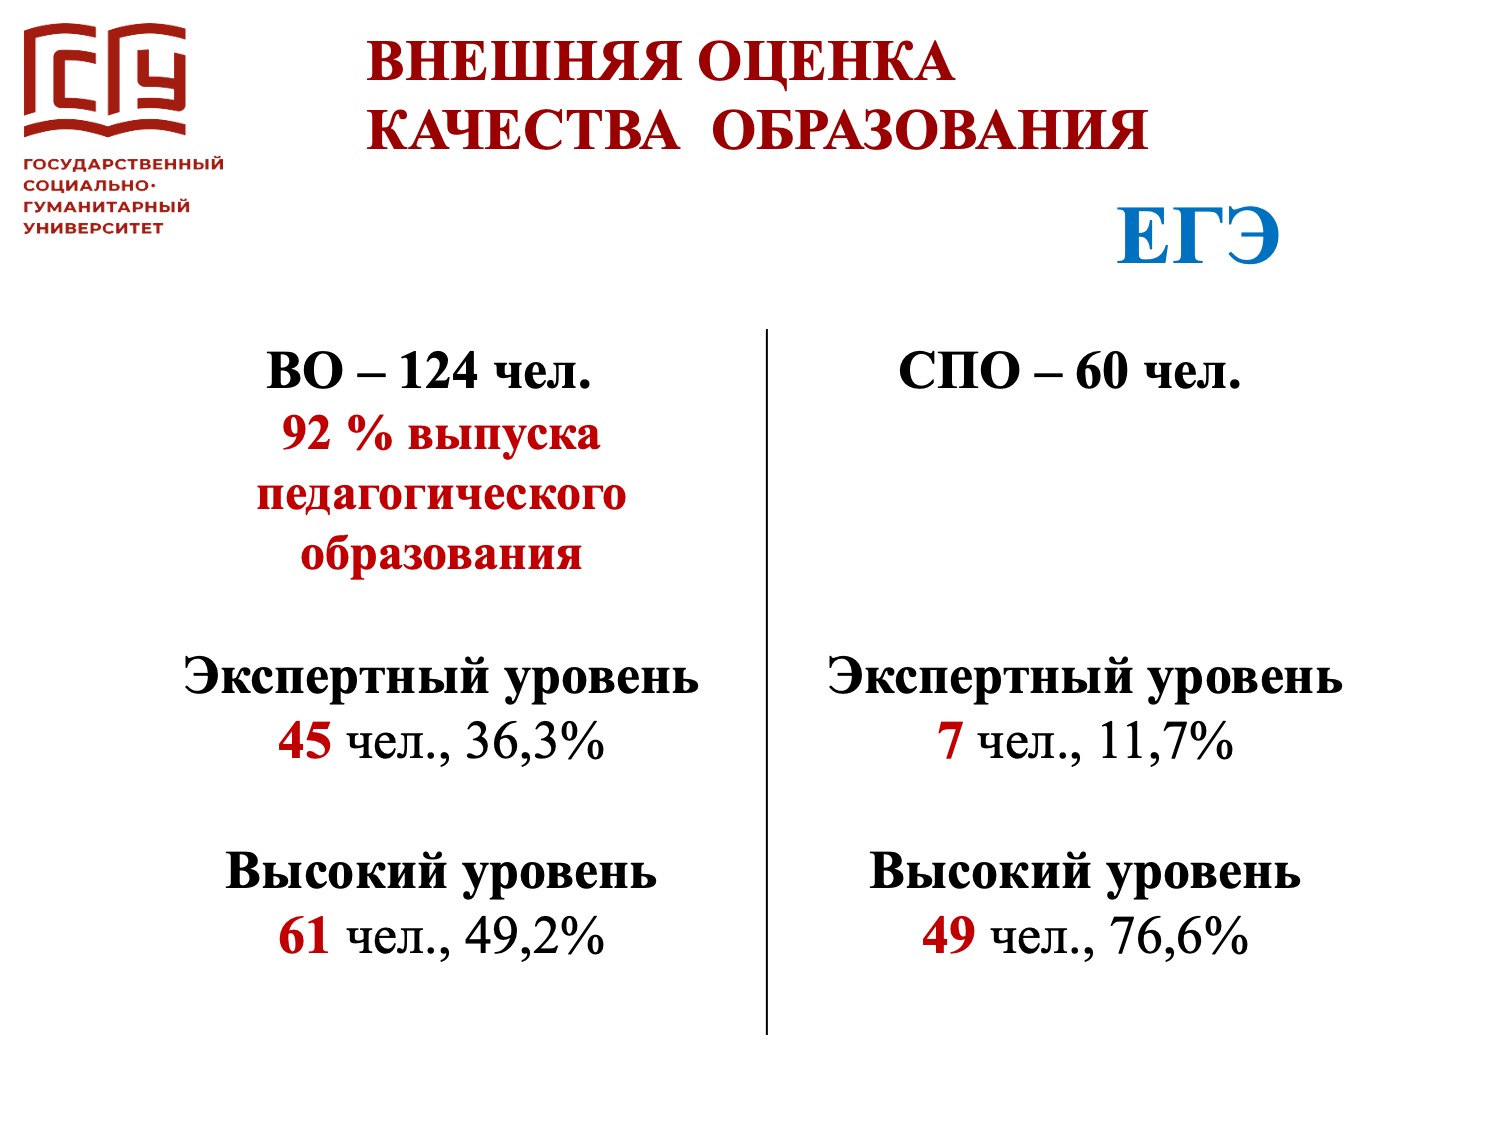 ГСГУ
ГОСУДАРСТВЕННЫЙ
СОЦИАЛЬНО-
ГУМАНИТАРНЫЙ
УНИВЕРСИТЕТ
ВНЕШНЯЯ ОЦЕНКА
КАЧЕСТВА ОБРАЗОВАНИЯ
ЕГЭ
ВО – 124 чел.
92 % выпуска
педагогического
образования
Экспертный уровень
45 чел., 36,3%
Высокий уровень
61 чел., 49,2%
СПО – 60 чел.
Экспертный уровень
7 чел., 11,7%
Высокий уровень
49 чел., 76,6%